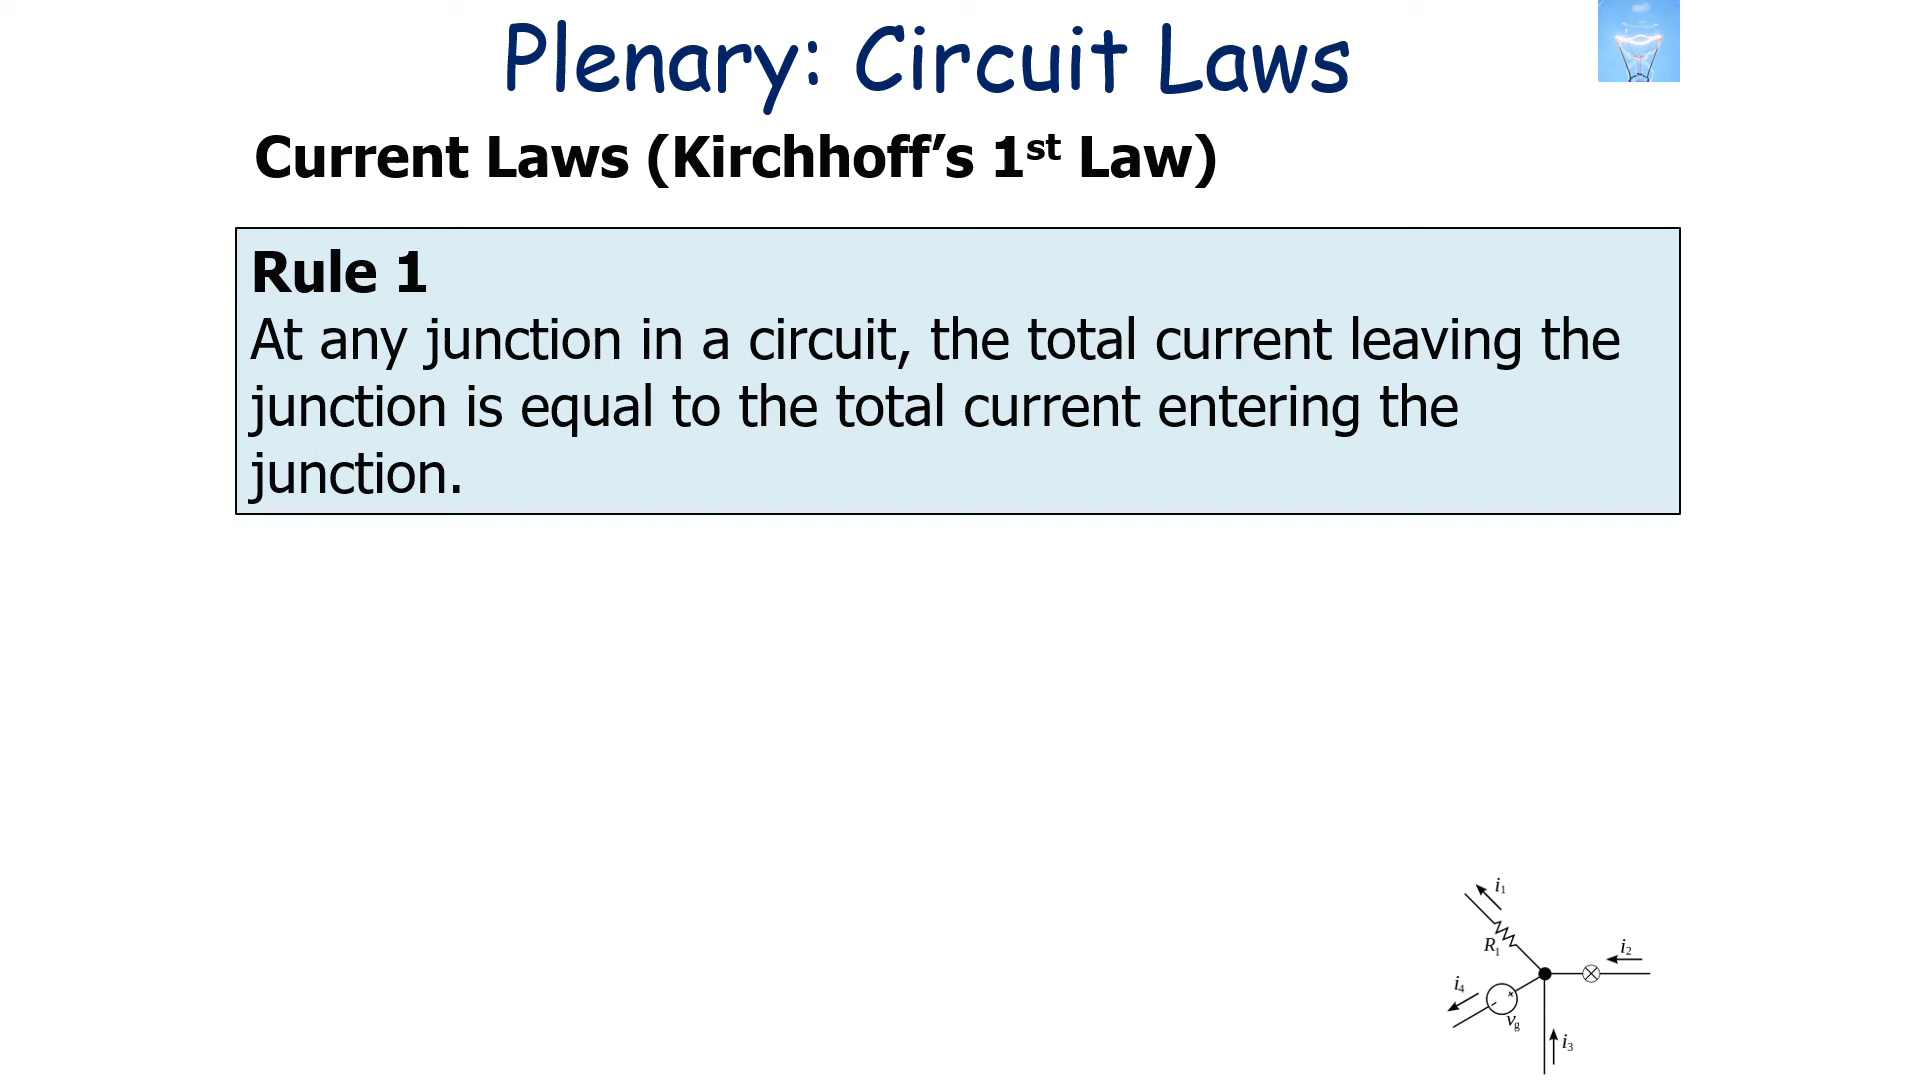 Plenary: Circuit Laws
Current Laws (Kirchhoff’s 1st Law)
Rule 1
At any junction in a circuit, the total current leaving the
junction is equal to the total current entering the
junction.
i1
R1
i2
i4
vg
i3